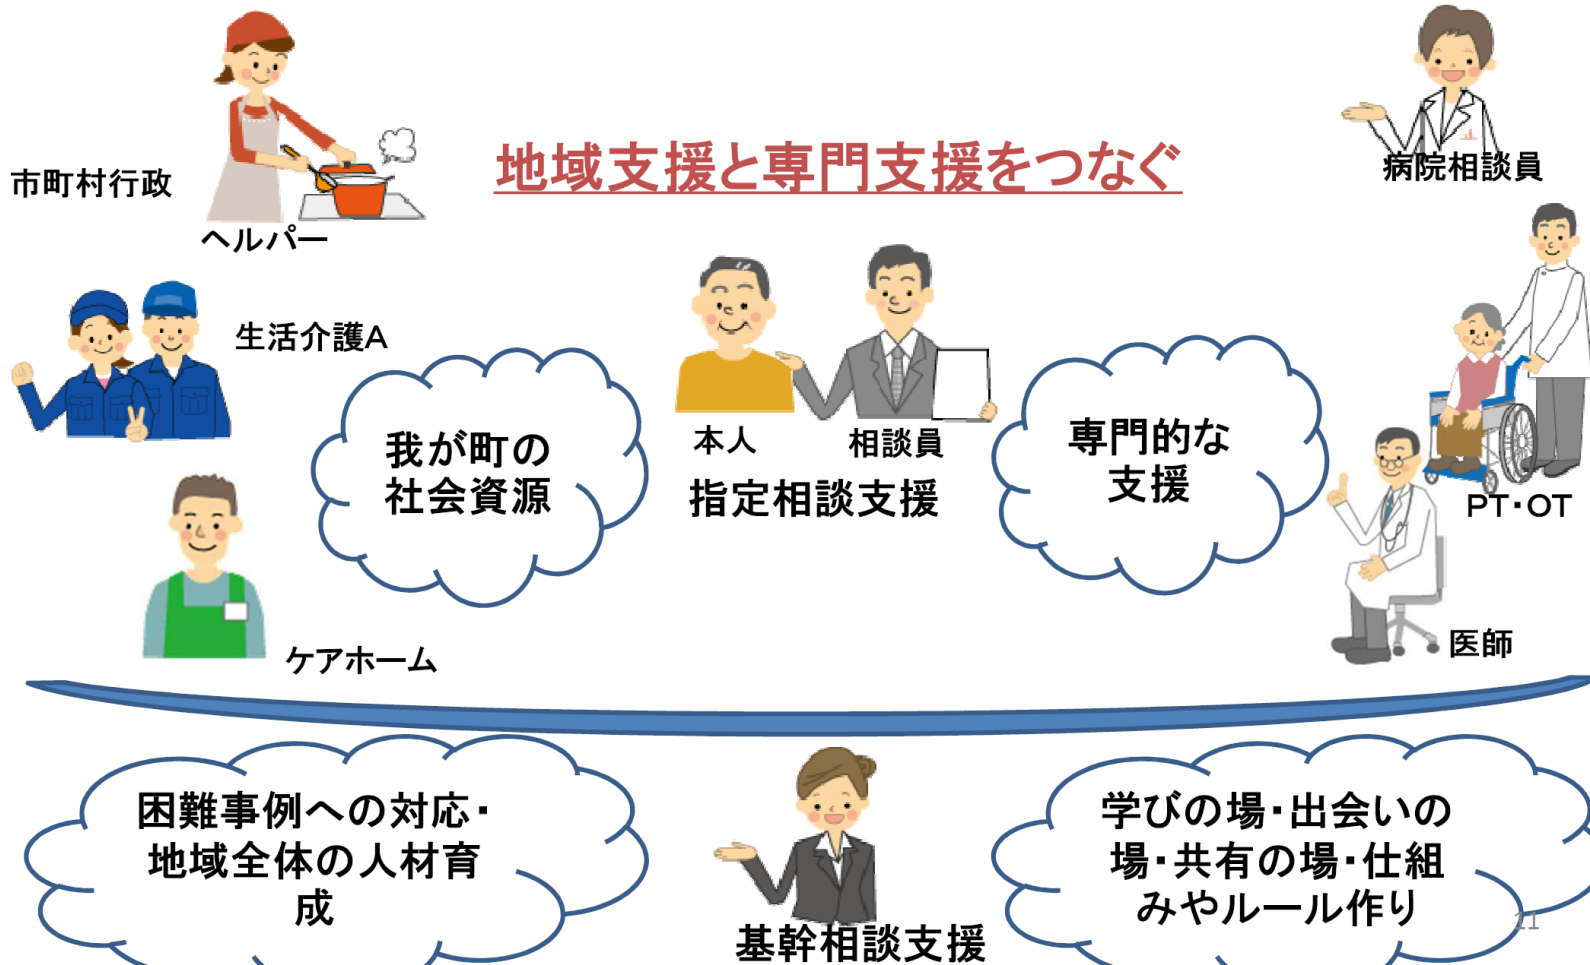 地域支援と専門支援をつなぐ
市町村行政
ヘルパー
病院相談員
生活介護A
我が町の
社会資源
本人
相談員
指定相談支援
専門的な
支援
PT・OT
医師
ケアホーム
困難事例への対応・
地域全体の人材育
成
基幹相談支援
学びの場・出会いの
場・共有の場・仕組
みやルール作り
11